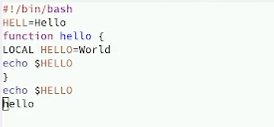 #!/bin/bash
HELL=Hello
function hello {
LOCAL HELLO=World
echo $HELLO
}
echo $HELLO
hello